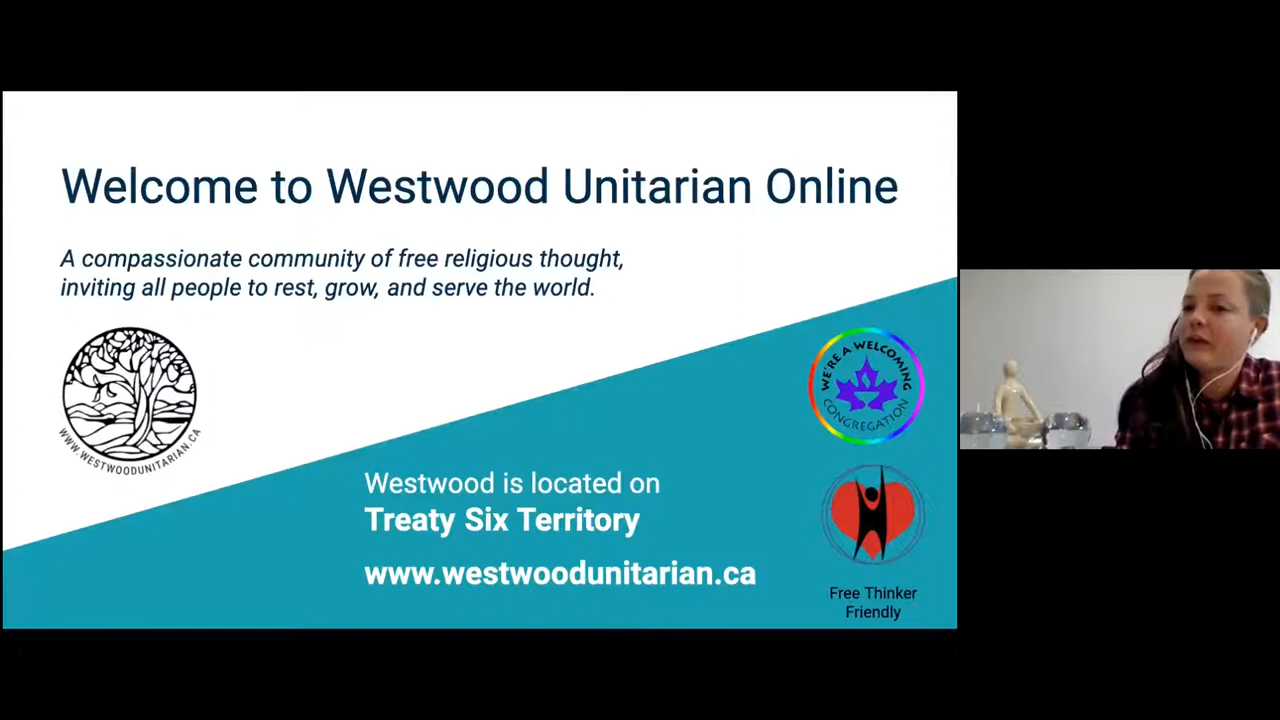 Welcome to Westwood Unitarian Online
A compassionate community of free religious thought,
inviting all people to rest, grow, and serve the world.
WWW.WESTWOODUNITARIAN.CA
WE'RE A WELCOMING
CONGREGATION
Westwood is located on
Treaty Six Territory
www.westwoodunitarian.ca
Free Thinker
Friendly